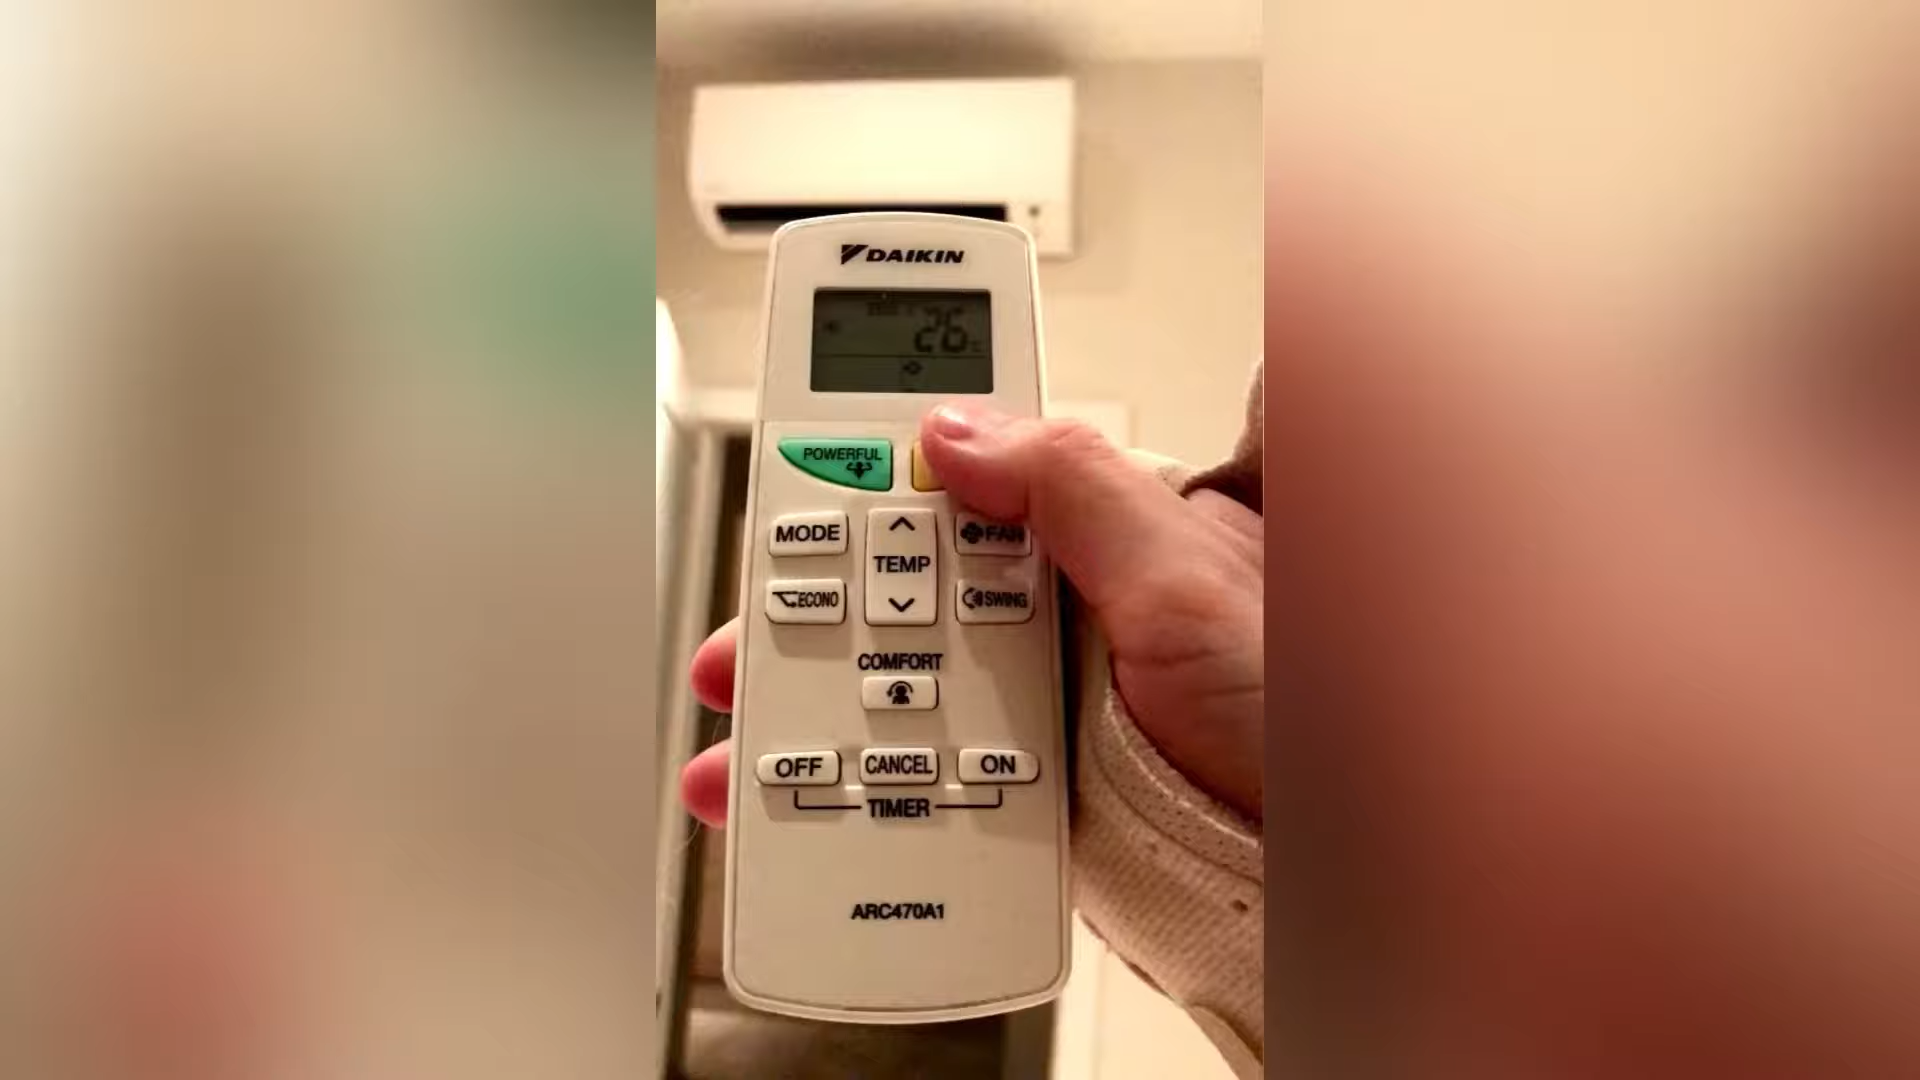 DAIKIN
26
POWERFUL
MODE
TEMP
FAN
ECONO
SWING
COMFORT
OFF
CANCEL
ON
TIMER
ARC470A1